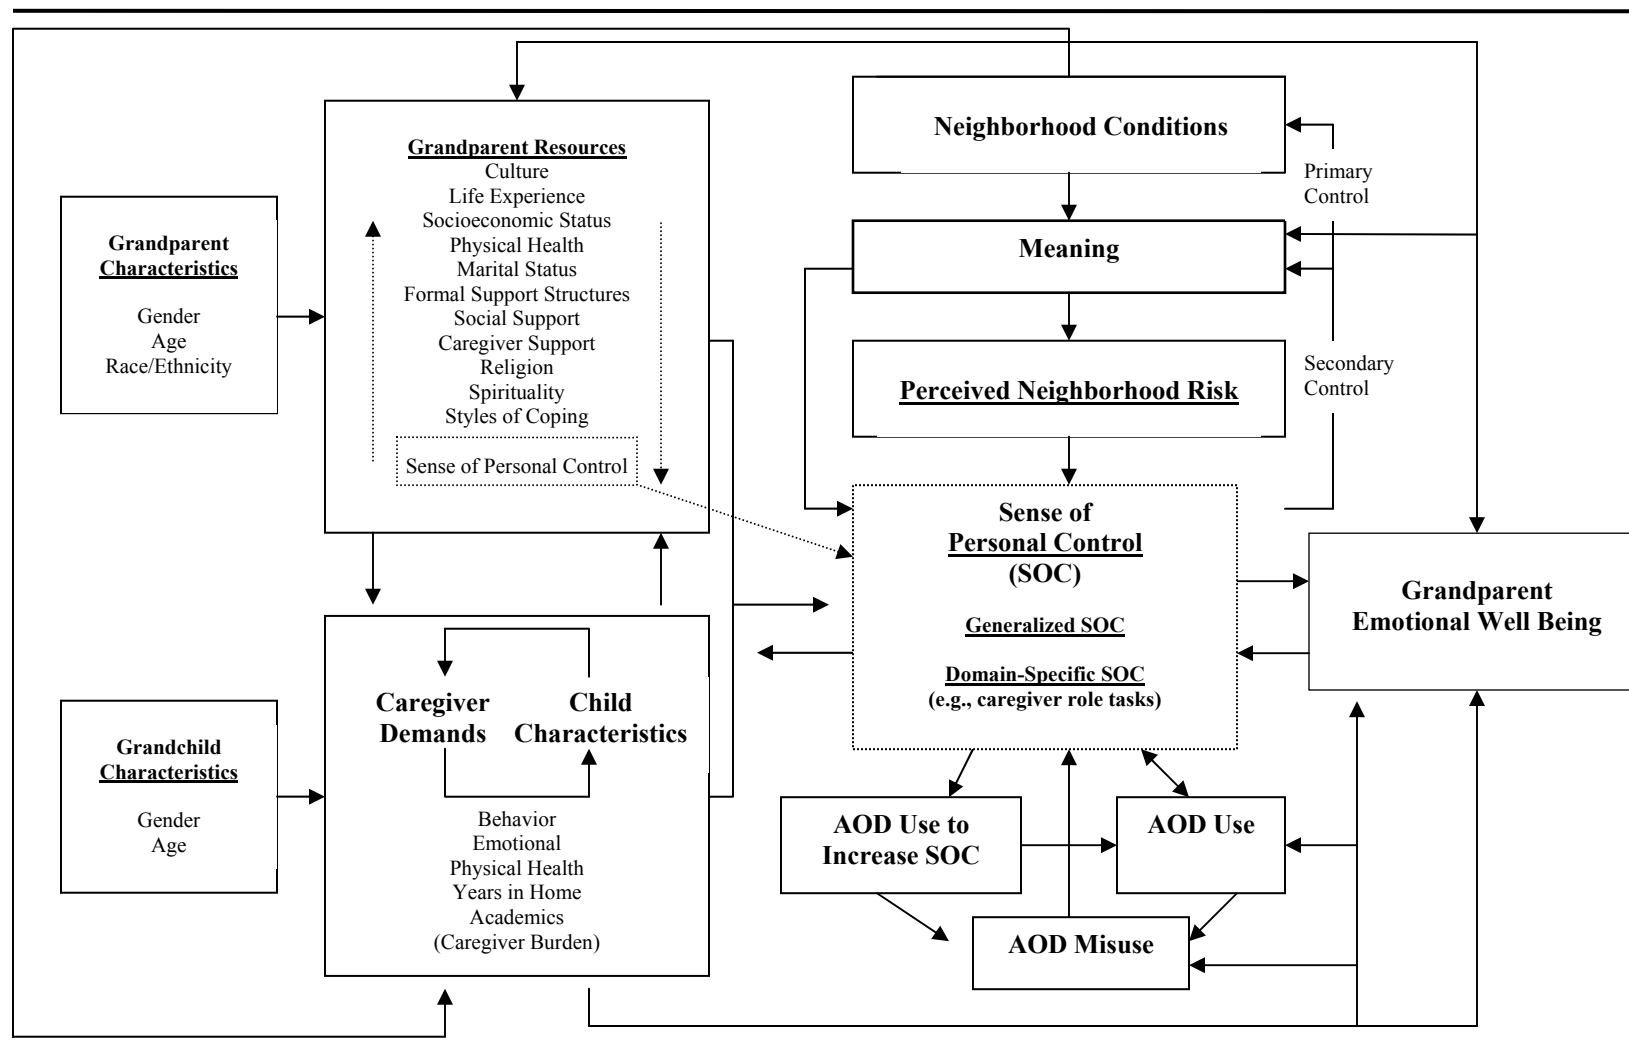 Neighborhood Conditions
Primary
Control
Grandparent Resources
Culture
Life Experience
Socioeconomic Status
Physical Health
Marital Status
Formal Support Structures
Social Support
Caregiver Support
Religion
Spirituality
Styles of Coping
Sense of Personal Control
Grandparent
Characteristics
Gender
Age
Race/Ethnicity
Meaning
Perceived Neighborhood Risk
Secondary
Control
Sense of
Personal Control
(SOC)
Generalized SOC
Domain-Specific SOC
(e.g., caregiver role tasks)
Grandparent
Emotional Well Being
Caregiver
Demands
Child
Characteristics
Behavior
Emotional
Physical Health
Years in Home
Academics
(Caregiver Burden)
Grandchild
Characteristics
Gender
Age
AOD Use to
Increase SOC
AOD Use
AOD Misuse